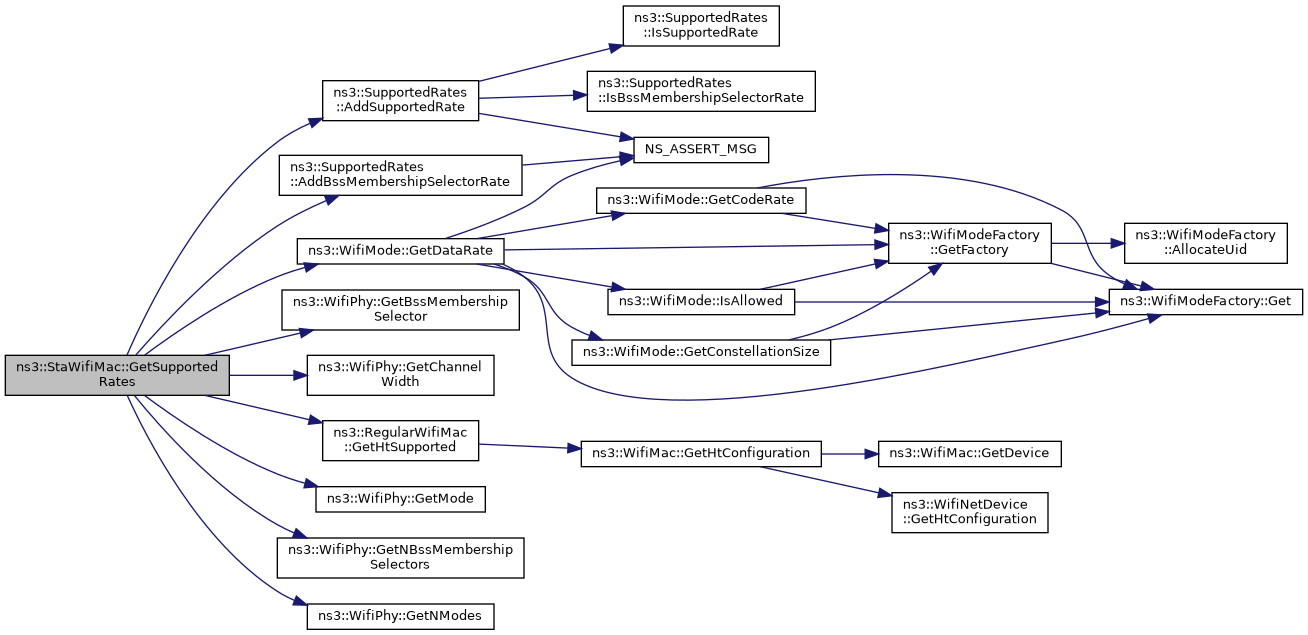 ns3::StaWifiMac::GetSupported
Rates
ns3::SupportedRates
::AddSupportedRate
ns3::SupportedRates
::AddBssMembershipSelectorRate
ns3::WifiMode::GetDataRate
ns3::WifiPhy::GetBssMembership
Selector
ns3::WifiPhy::GetChannel
Width
ns3::RegularWifiMac
::GetHtSupported
ns3::WifiPhy::GetMode
ns3::WifiPhy::GetNBssMembership
Selectors
ns3::WifiPhy::GetNModes
ns3::SupportedRates
::IsSupportedRate
ns3::SupportedRates
::IsBssMembershipSelectorRate
NS_ASSERT_MSG
ns3::WifiMode::GetCodeRate
ns3::WifiMode::IsAllowed
ns3::WifiMode::GetConstellationSize
ns3::WifiMac::GetHtConfiguration
ns3::WifiModeFactory
::GetFactory
ns3::WifiMac::GetDevice
ns3::WifiNetDevice
::GetHtConfiguration
ns3::WifiModeFactory
::AllocateUid
ns3::WifiModeFactory::Get